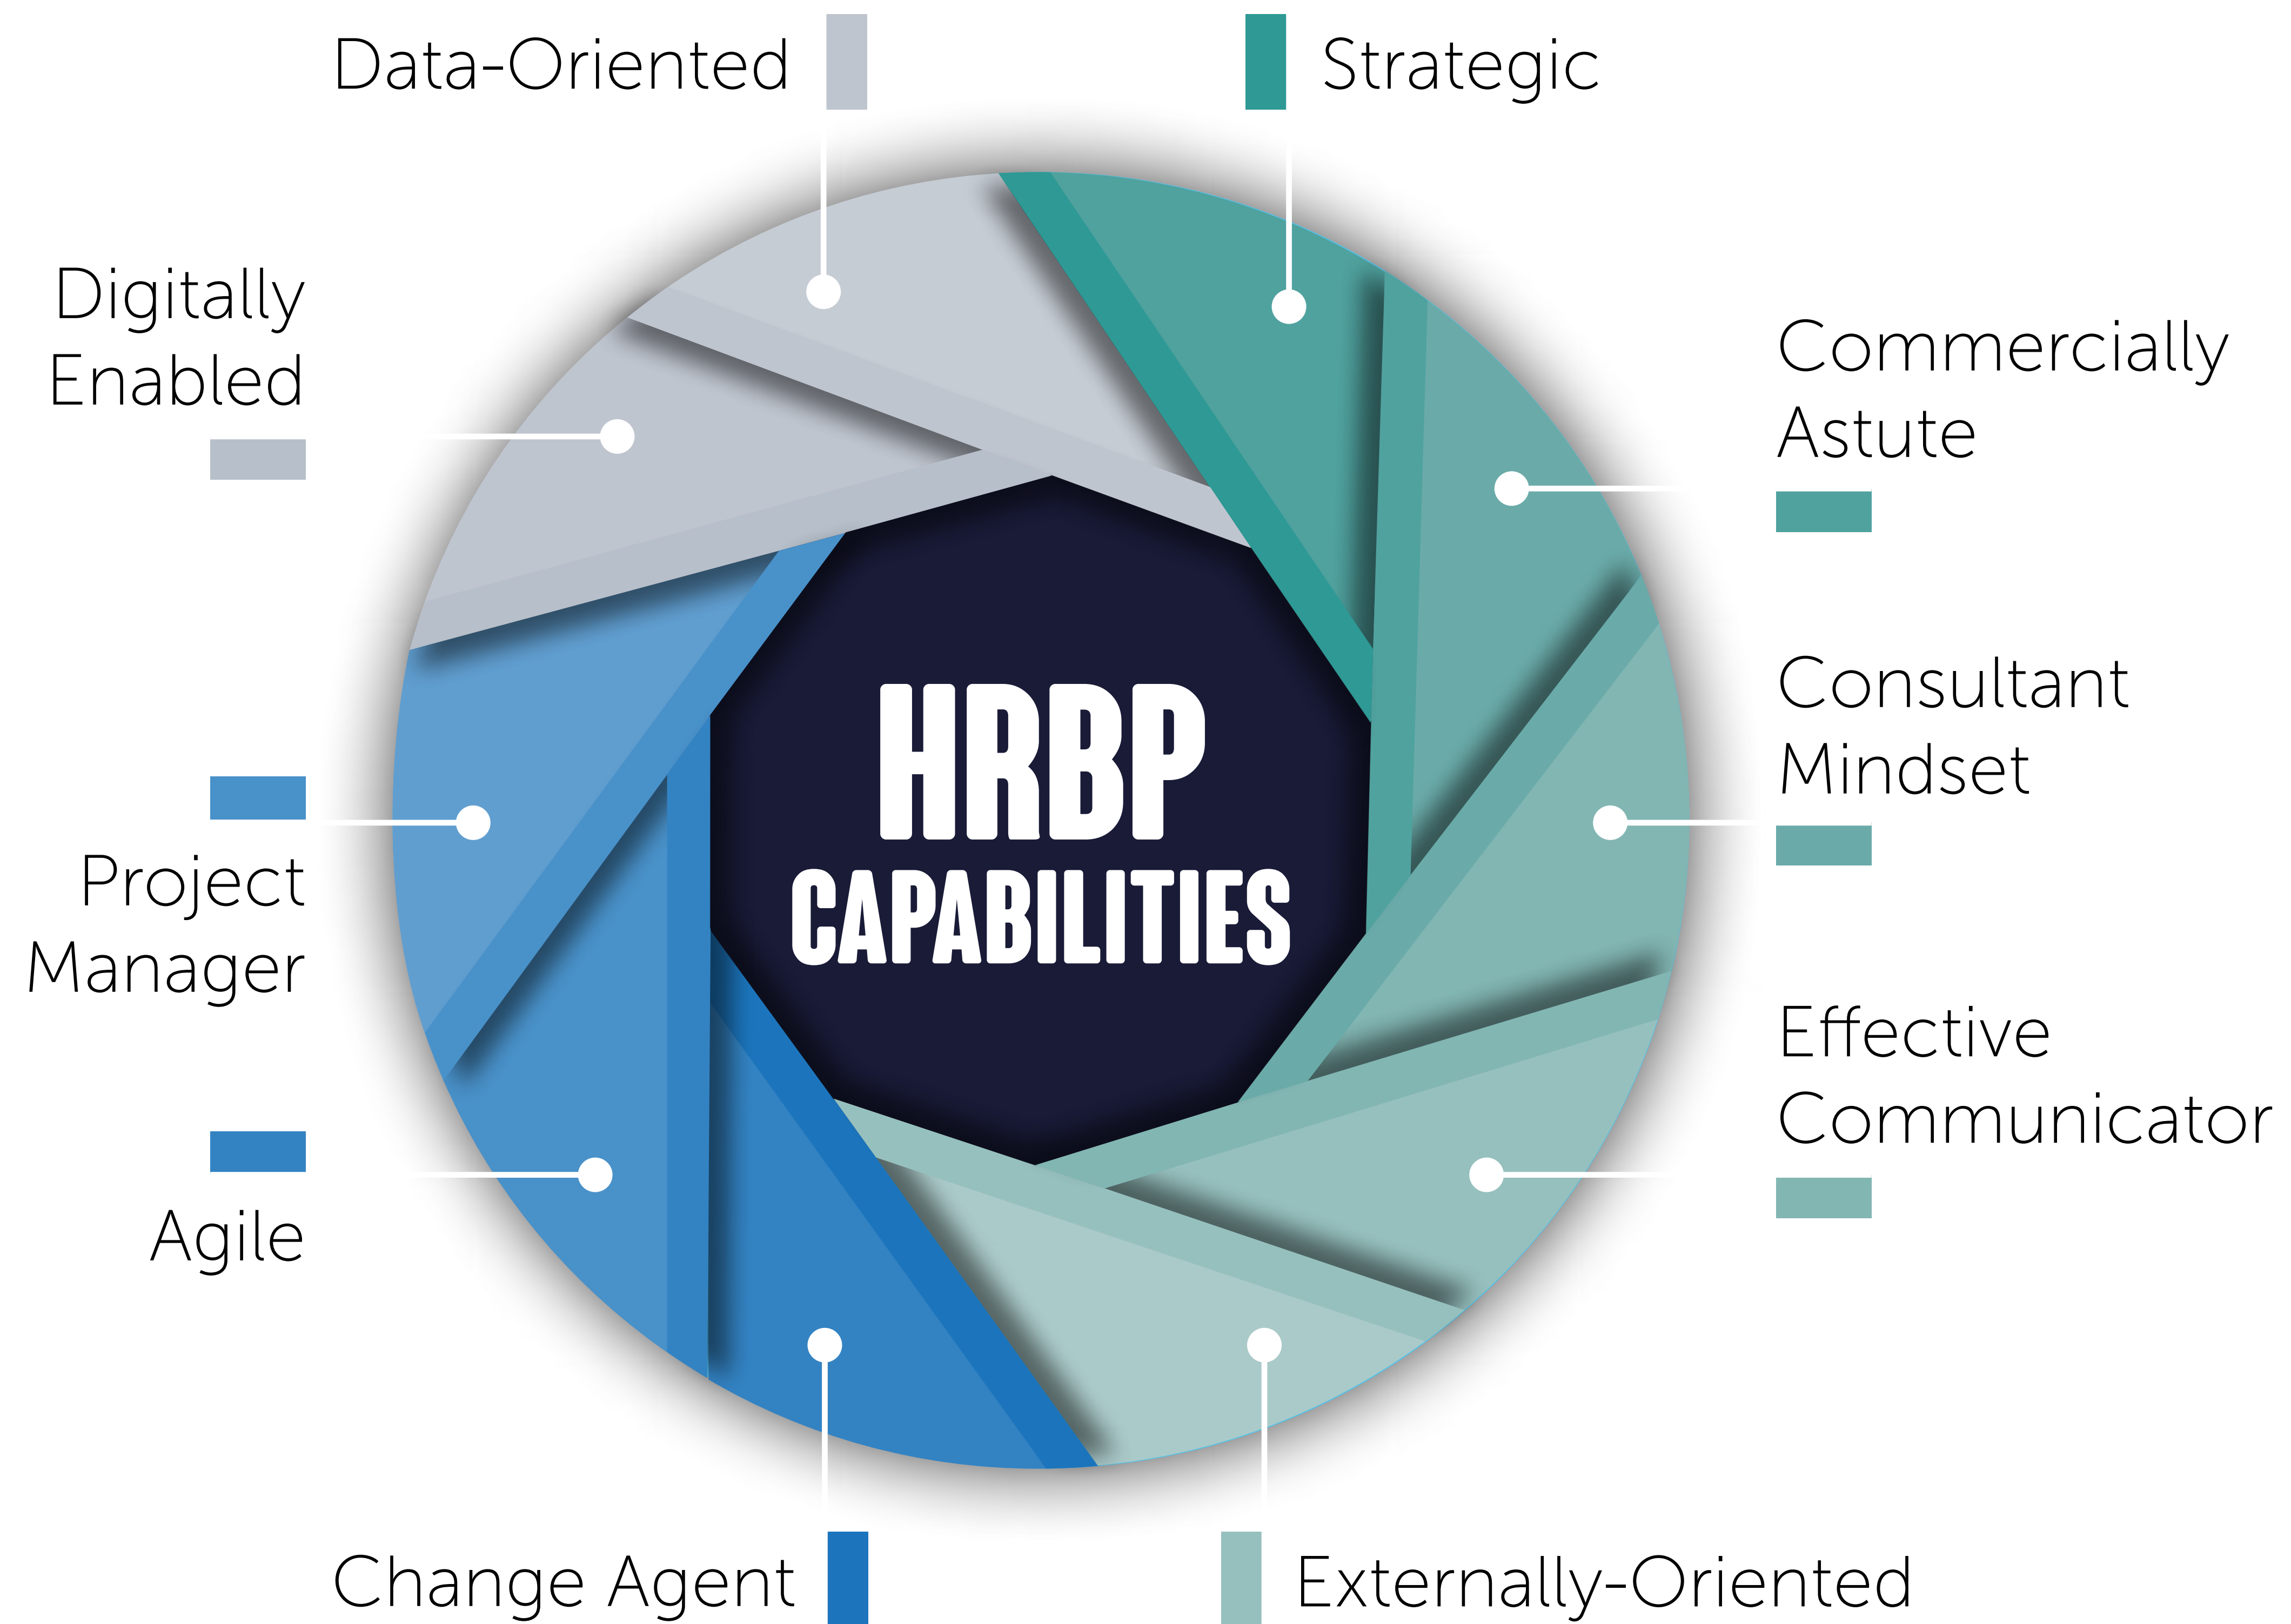 Data-Oriented
Strategic
Digitally
Enabled
Commercially
Astute
Consultant
Mindset
HRBP
CAPABILITIES
Project
Manager
Effective
Communicator
Agile
Change Agent
Externally-Oriented